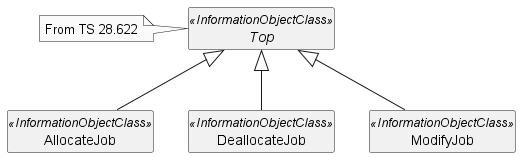 From TS 28.622
«InformationObjectClass»
Top
«InformationObjectClass»
AllocateJob
«InformationObjectClass»
DeallocateJob
«InformationObjectClass»
ModifyJob